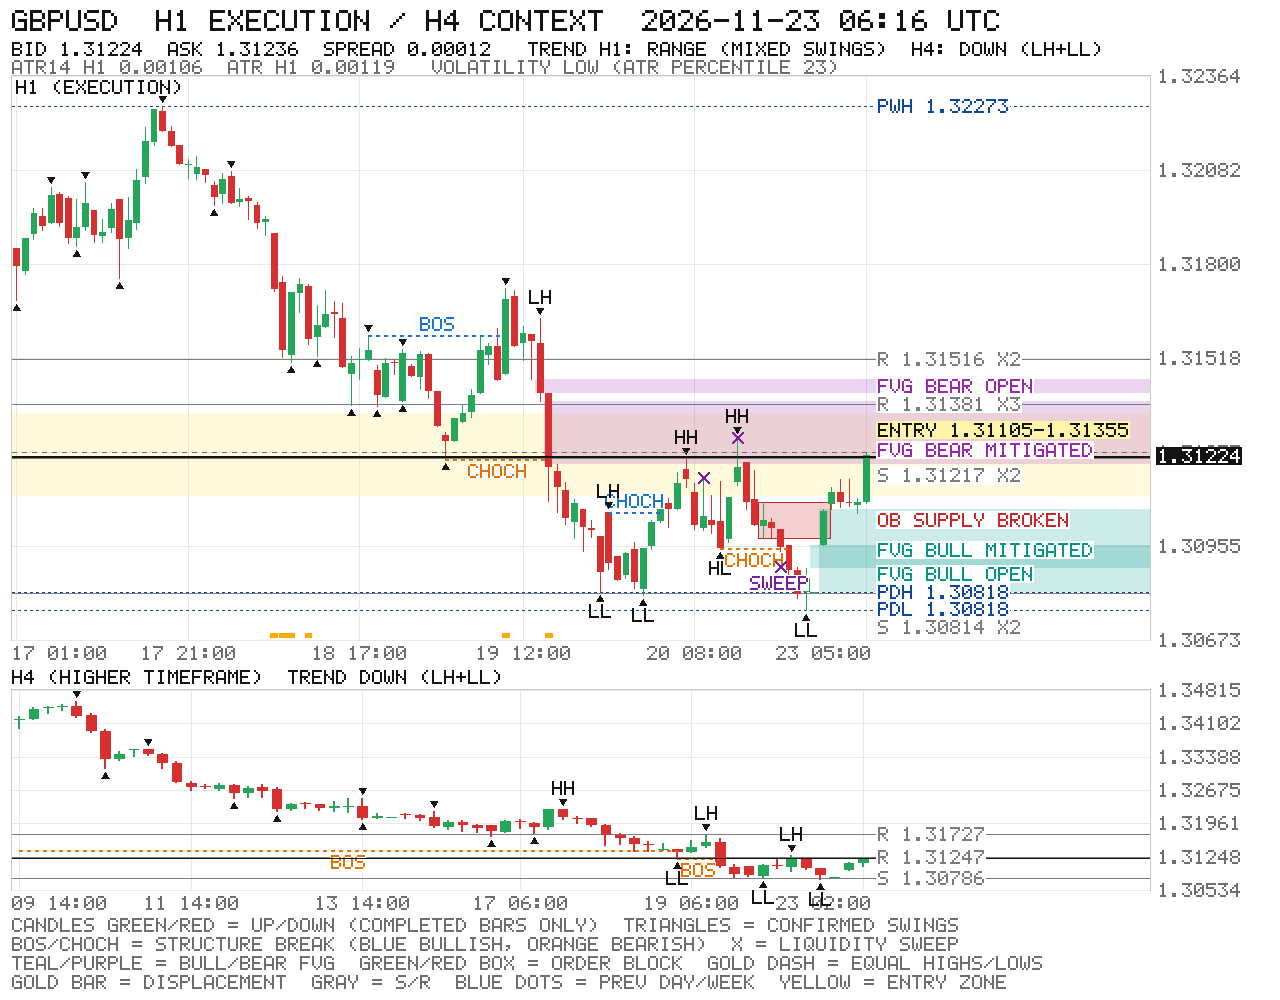 GBPUSD  H1 EXECUTION / H4 CONTEXT  2026-11-23 06:16 UTC
BID 1.31224  ASK 1.31236  SPREAD 0.00012  TREND H1: RANGE (MIXED SWINGS)  H4: DOWN (LH+LL)
ATR14 H1 0.00106  ATR H1 0.00119  VOLATILITY LOW (ATR PERCENTILE 23)
H1 (EXECUTION)
1.32364
PWH 1.32273
1.32082
1.31800
LH
BOS
R 1.31516 X2
1.31518
FVG BEAR OPEN
R 1.31381 X3
HH
ENTRY 1.31105-1.31355
HH
FVG BEAR MITIGATED
1.31224
CHOCH
S 1.31217 X2
LH
CHOCH
OB SUPPLY BROKEN
1.30955
FVG BULL MITIGATED
CHOCH
HL
FVG BULL OPEN
SWEEP
PDH 1.30818
LL
LL
PDL 1.30818
LL
S 1.30814 X2
1.30673
17 01:00  17 21:00  18 17:00  19 12:00  20 08:00  23 05:00
H4 (HIGHER TIMEFRAME)  TREND DOWN (LH+LL)
1.34815
1.34102
1.33388
1.32675
HH
LH
1.31961
LH
R 1.31727
BOS
R 1.31247
1.31248
BOS
LL
S 1.30786
LL
LL
1.30534
09 14:00  11 14:00  13 14:00  17 06:00  19 06:00  23 02:00
CANDLES GREEN/RED = UP/DOWN (COMPLETED BARS ONLY)  TRIANGLES = CONFIRMED SWINGS
BOS/CHOCH = STRUCTURE BREAK (BLUE BULLISH, ORANGE BEARISH)  X = LIQUIDITY SWEEP
TEAL/PURPLE = BULL/BEAR FVG  GREEN/RED BOX = ORDER BLOCK  GOLD DASH = EQUAL HIGHS/LOWS
GOLD BAR = DISPLACEMENT  GRAY = S/R  BLUE DOTS = PREV DAY/WEEK  YELLOW = ENTRY ZONE